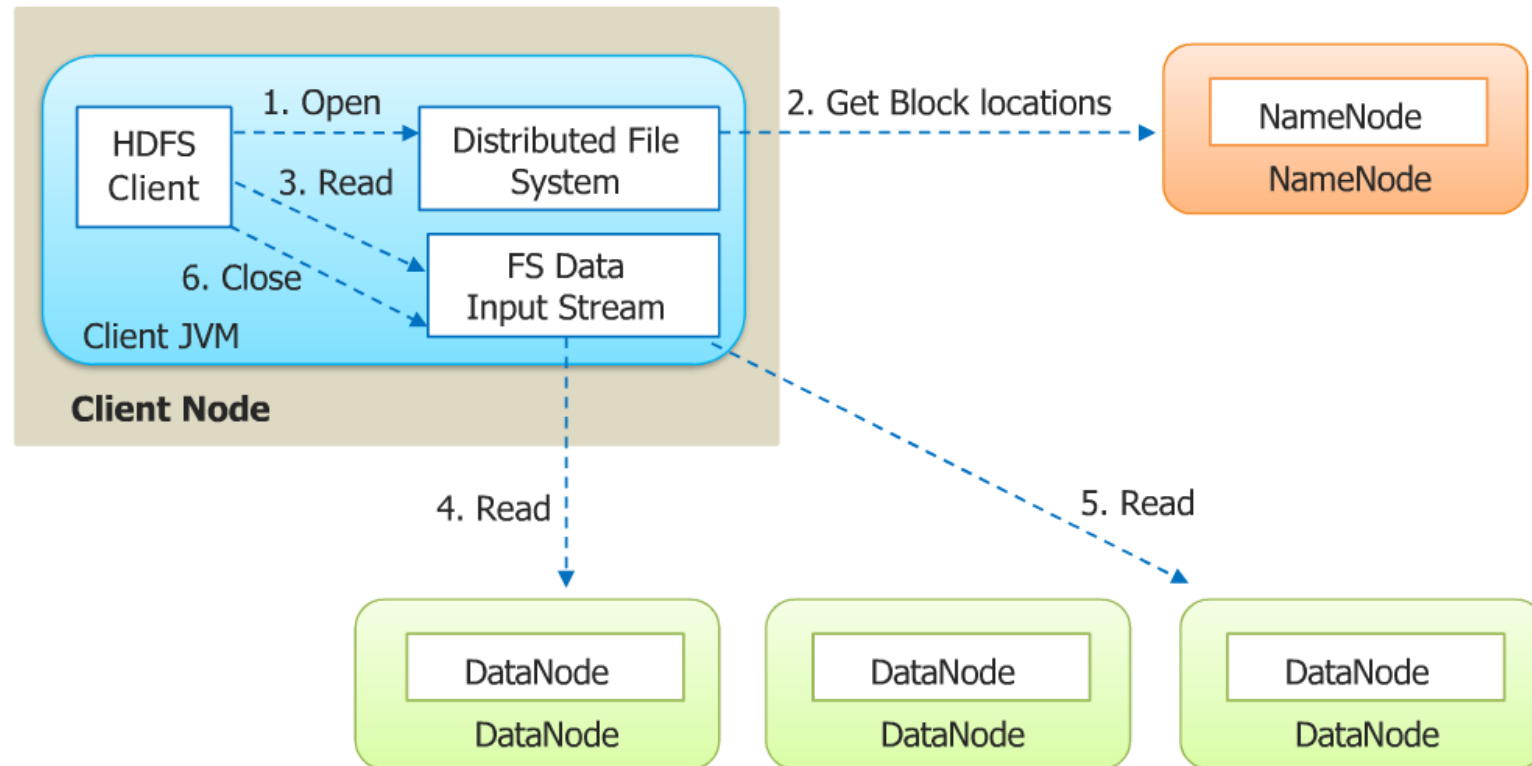 1. Open
2. Get Block locations
HDFS
Client
Distributed File
System
NameNode
NameNode
3. Read
6. Close
FS Data
Input Stream
Client JVM
Client Node
4. Read
5. Read
DataNode
DataNode
DataNode
DataNode
DataNode
DataNode